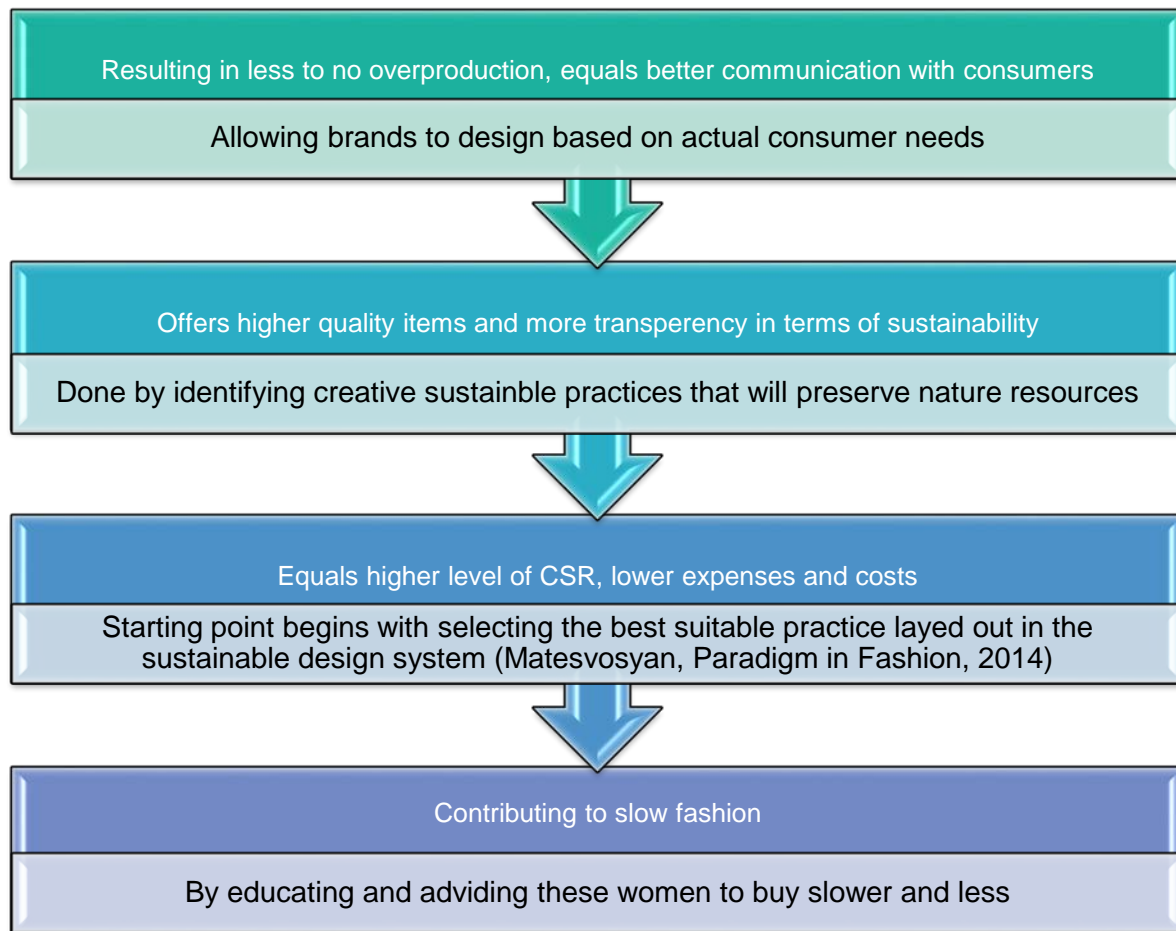 Resulting in less to no overproduction, equals better communication with consumers
Allowing brands to design based on actual consumer needs
Offers higher quality items and more transperency in terms of sustainability
Done by identifying creative sustainble practices that will preserve nature resources
Equals higher level of CSR, lower expenses and costs
Starting point begins with selecting the best suitable practice layed out in the
sustainable design system (Matesvosyan, Paradigm in Fashion, 2014)
Contributing to slow fashion
By educating and adviding these women to buy slower and less